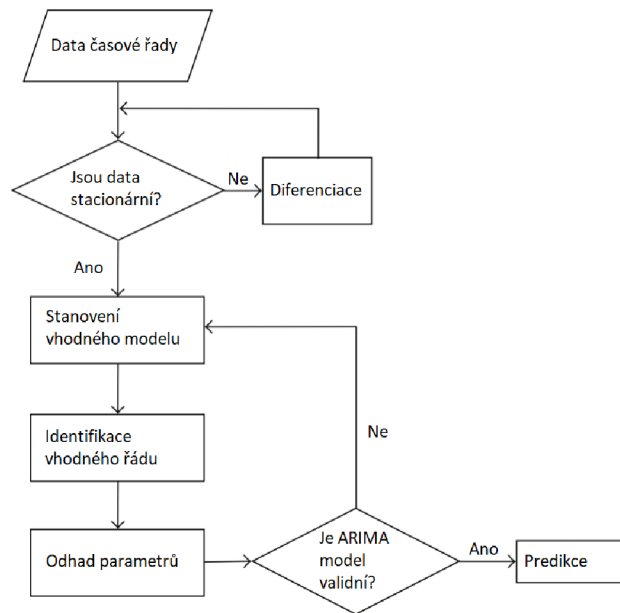 Data časové řady
Jsou data
stacionární?
Ne
Diferenciace
Ano
Stanovení
vhodného modelu
Identifikace
vhodného řádu
Ne
Odhad parametrů
Je ARIMA
model
validní?
Ano
Predikce